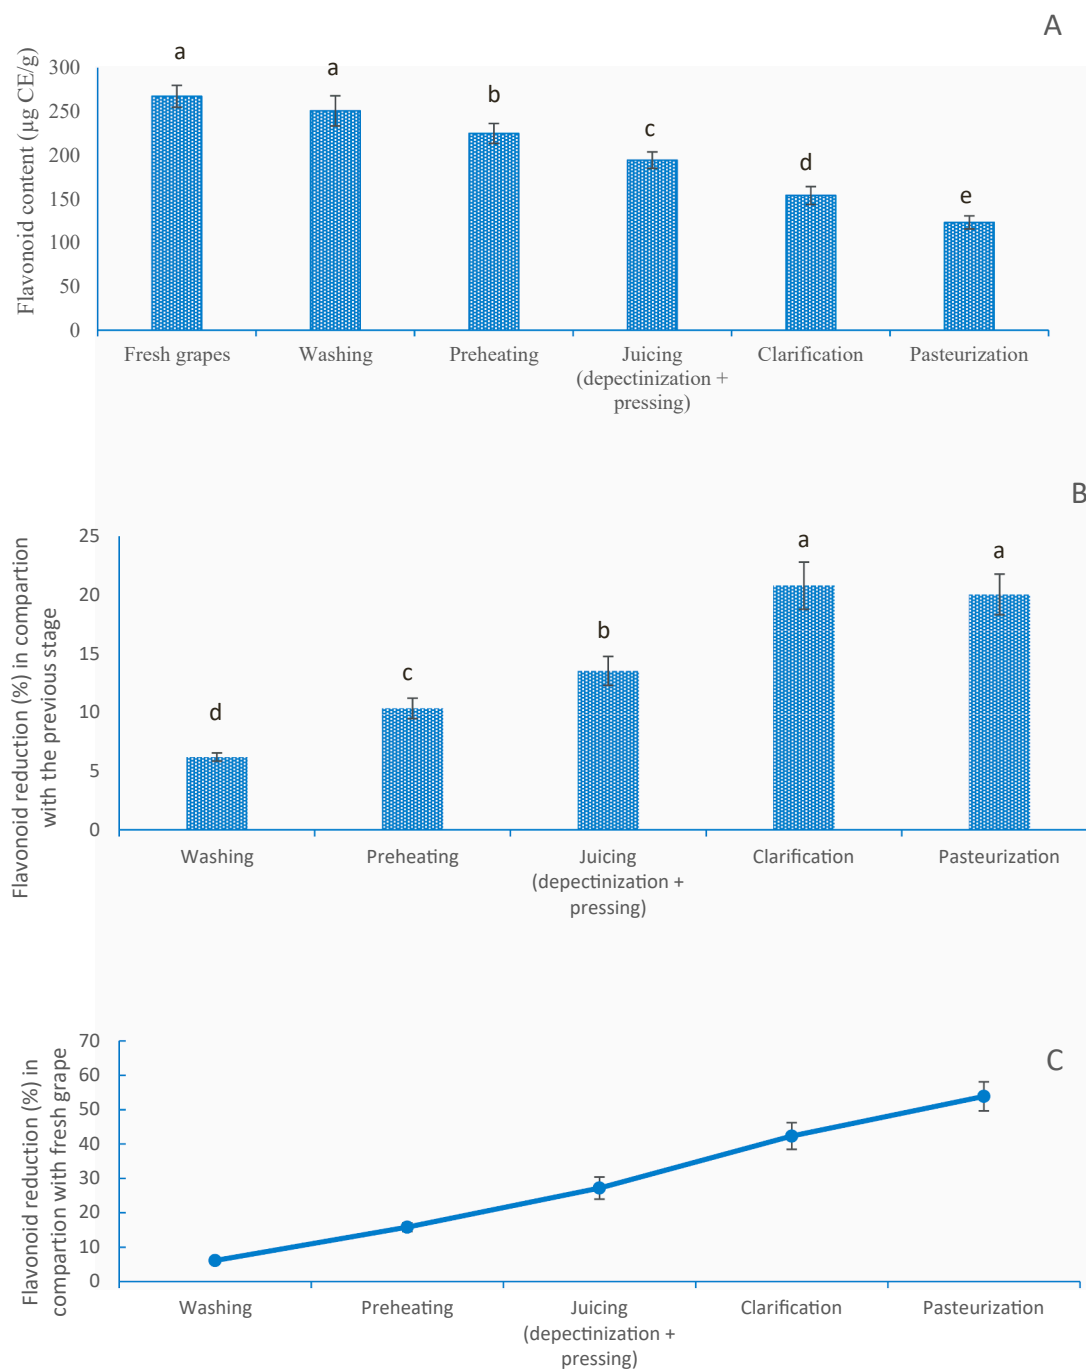 A
a
a
b
c
d
e
Flavonoid content (µg CE/g)
300
250
200
150
100
50
0
Fresh grapes
Washing
Preheating
Juicing
(depectinization +
pressing)
Clarification
Pasteurization
B
Flavonoid reduction (%) in compartion
with the previous stage
25
20
15
10
5
0
d
c
b
a
a
Washing
Preheating
Juicing
(depectinization +
pressing)
Clarification
Pasteurization
C
Flavonoid reduction (%) in
compartion with fresh grape
70
60
50
40
30
20
10
0
Washing
Preheating
Juicing
(depectinization +
pressing)
Clarification
Pasteurization